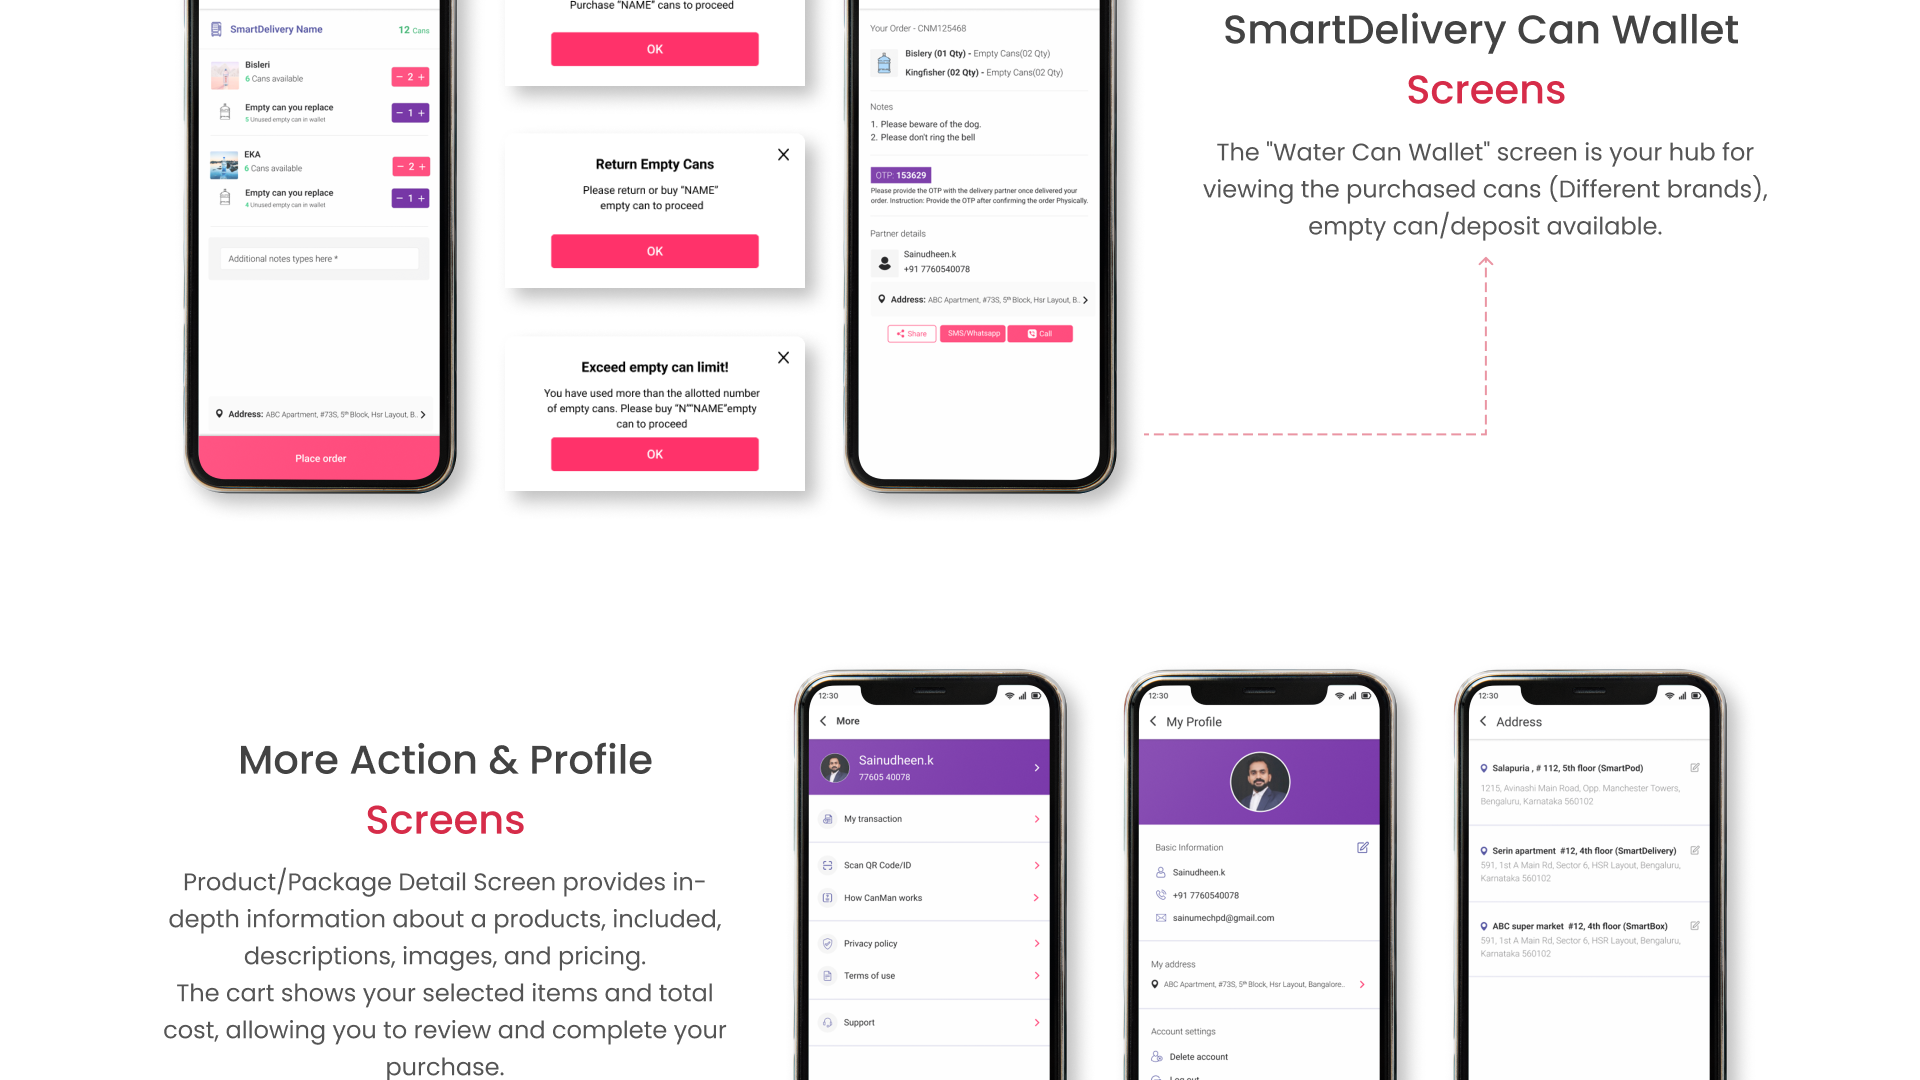 SmartDelivery Name
12 Cans
Bisleri
6 Cans available
− 2 +
Empty can you replace
5 Unused empty can in wallet
− 1 +
EKA
6 Cans available
− 2 +
Empty can you replace
4 Unused empty can in wallet
− 1 +
Additional notes types here *
Address: ABC Apartment, #73S, 5th Block, Hsr Layout, B..
Place order
Purchase “NAME” cans to proceed
OK
Return Empty Cans
Please return or buy “NAME”
empty can to proceed
OK
Exceed empty can limit!
You have used more than the allotted number
of empty cans. Please buy “N”“NAME”empty
can to proceed
OK
Your Order - CNM125468
Bislery (01 Qty) - Empty Cans(02 Qty)
Kingfisher (02 Qty) - Empty Cans(02 Qty)
Notes
1. Please beware of the dog.
2. Please don't ring the bell
OTP: 153629
Please provide the OTP with the delivery partner once delivered your
order. Instruction: Provide the OTP after confirming the order Physically.
Partner details
Sainudheen.k
+91 7760540078
Address: ABC Apartment, #73S, 5th Block, Hsr Layout, B..
Share
SMS/Whatsapp
Call
SmartDelivery Can Wallet
Screens
The "Water Can Wallet" screen is your hub for
viewing the purchased cans (Different brands),
empty can/deposit available.
More Action & Profile
Screens
Product/Package Detail Screen provides in-
depth information about a products, included,
descriptions, images, and pricing.
The cart shows your selected items and total
cost, allowing you to review and complete your
purchase.
12:30
More
Sainudheen.k
77605 40078
My transaction
Scan QR Code/ID
How CanMan works
Privacy policy
Terms of use
Support
12:30
My Profile
Basic Information
Sainudheen.k
+91 7760540078
sainumechpd@gmail.com
My address
ABC Apartment, #73S, 5th Block, Hsr Layout, Bangalore..
Account settings
Delete account
Log out
12:30
Address
Salapuria , # 112, 5th floor (SmartPod)
1215, Avinashi Main Road, Opp. Manchester Towers,
Bengaluru, Karnataka 560102
Serin apartment #12, 4th floor (SmartDelivery)
591, 1st A Main Rd, Sector 6, HSR Layout, Bengaluru,
Karnataka 560102
ABC super market #12, 4th floor (SmartBox)
591, 1st A Main Rd, Sector 6, HSR Layout, Bengaluru,
Karnataka 560102